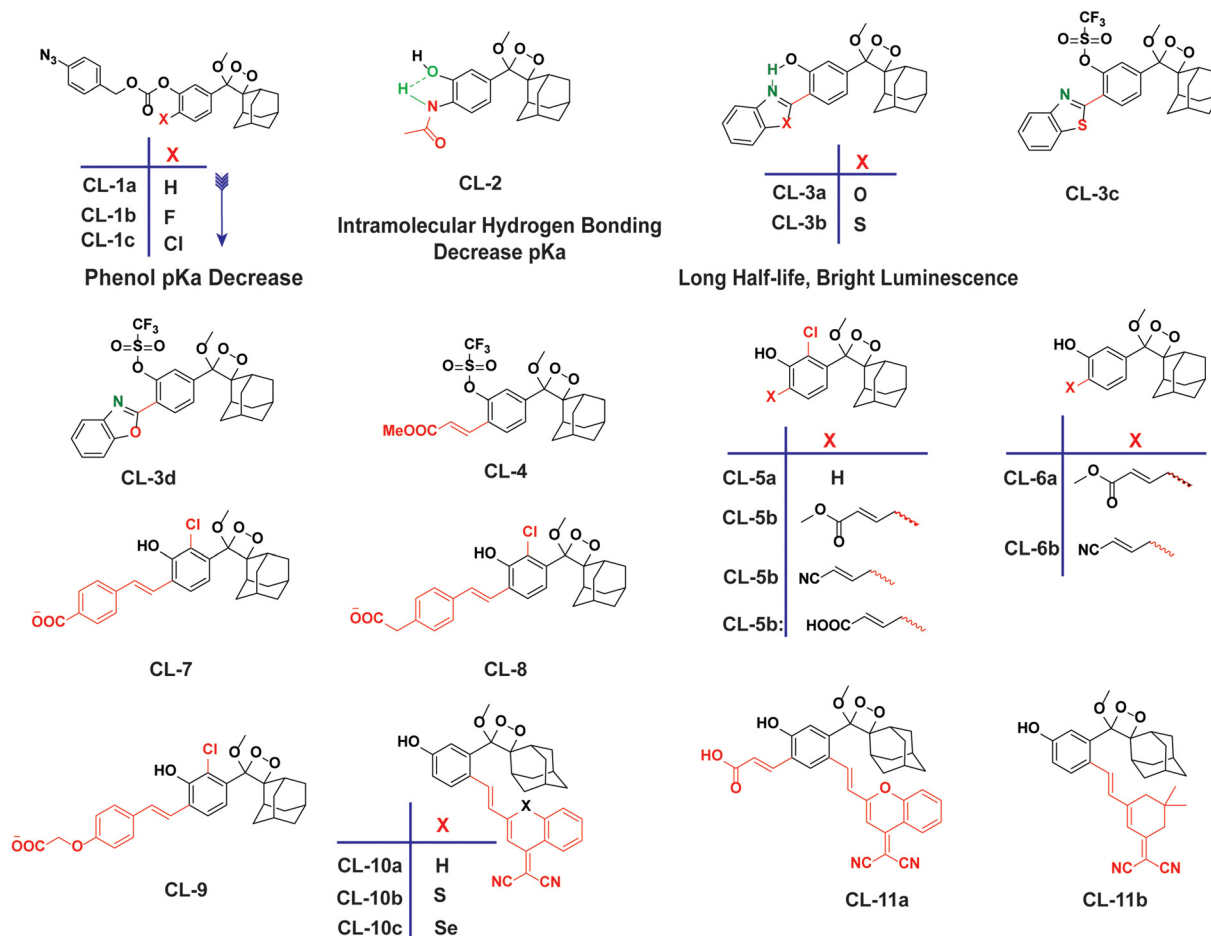 N3
O
O
O
O
O
O
X
X
CL-1a H
CL-1b F
CL-1c Cl
Phenol pKa Decrease
H
O
H
N
O
O
O
O
CL-2
Intramolecular Hydrogen Bonding
Decrease pKa
H
O
N
X
O
O
O
X
CL-3a O
CL-3b S
Long Half-life, Bright Luminescence
CF3
O=S=O
O
N
S
O
O
O
CL-3c
CF3
O=S=O
O
N
O
O
O
O
CL-3d
CF3
O=S=O
O
MeOOC
O
O
O
CL-4
Cl
HO
X
O
O
O
X
CL-5a H
CL-5b O
O
CL-5b NC
CL-5b: HOOC
HO
X
O
O
O
X
CL-6a O
O
CL-6b NC
Cl
HO
O
O
O
–OOC
CL-7
Cl
HO
O
O
O
–OOC
CL-8
Cl
HO
O
O
O
–OOC
O
CL-9
HO
O
O
O
X
NC CN
X
CL-10a H
CL-10b S
CL-10c Se
HO
O
O
O
HO
O
O
NC CN
CL-11a
HO
O
O
O
NC CN
CL-11b